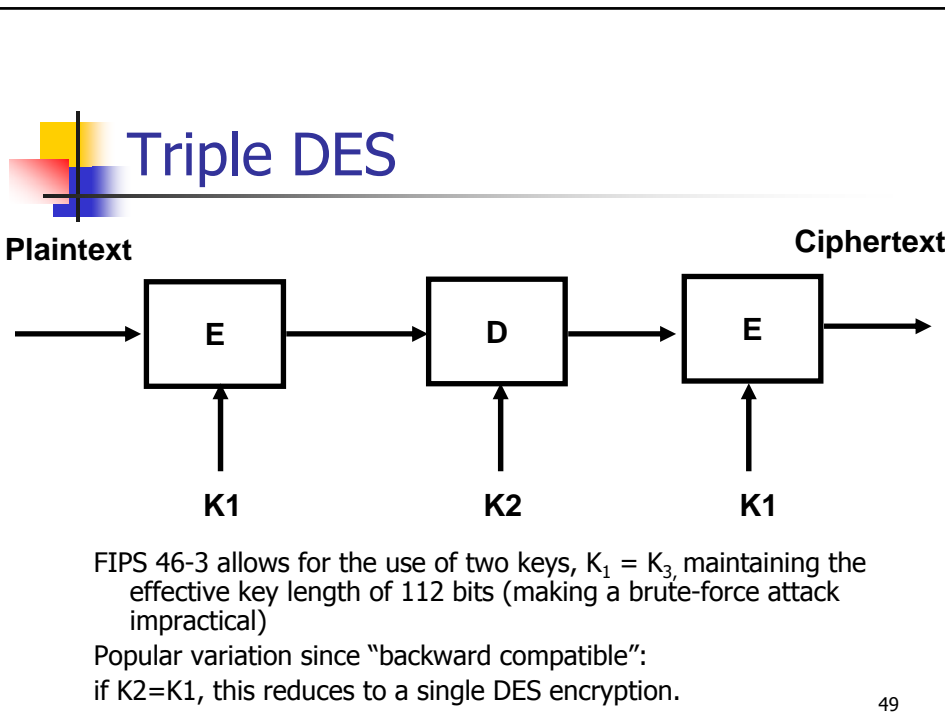 Triple DES
Plaintext
Ciphertext
E
D
E
K1
K2
K1
FIPS 46-3 allows for the use of two keys, K₁ = K₃, maintaining the
effective key length of 112 bits (making a brute-force attack
impractical)
Popular variation since “backward compatible”:
if K2=K1, this reduces to a single DES encryption.
49